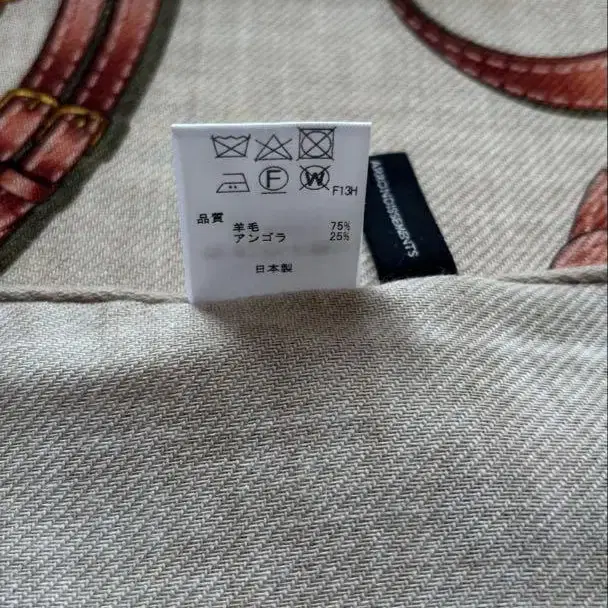 F
W
F13H
品質
羊毛 75%
アンゴラ 25%
日本製